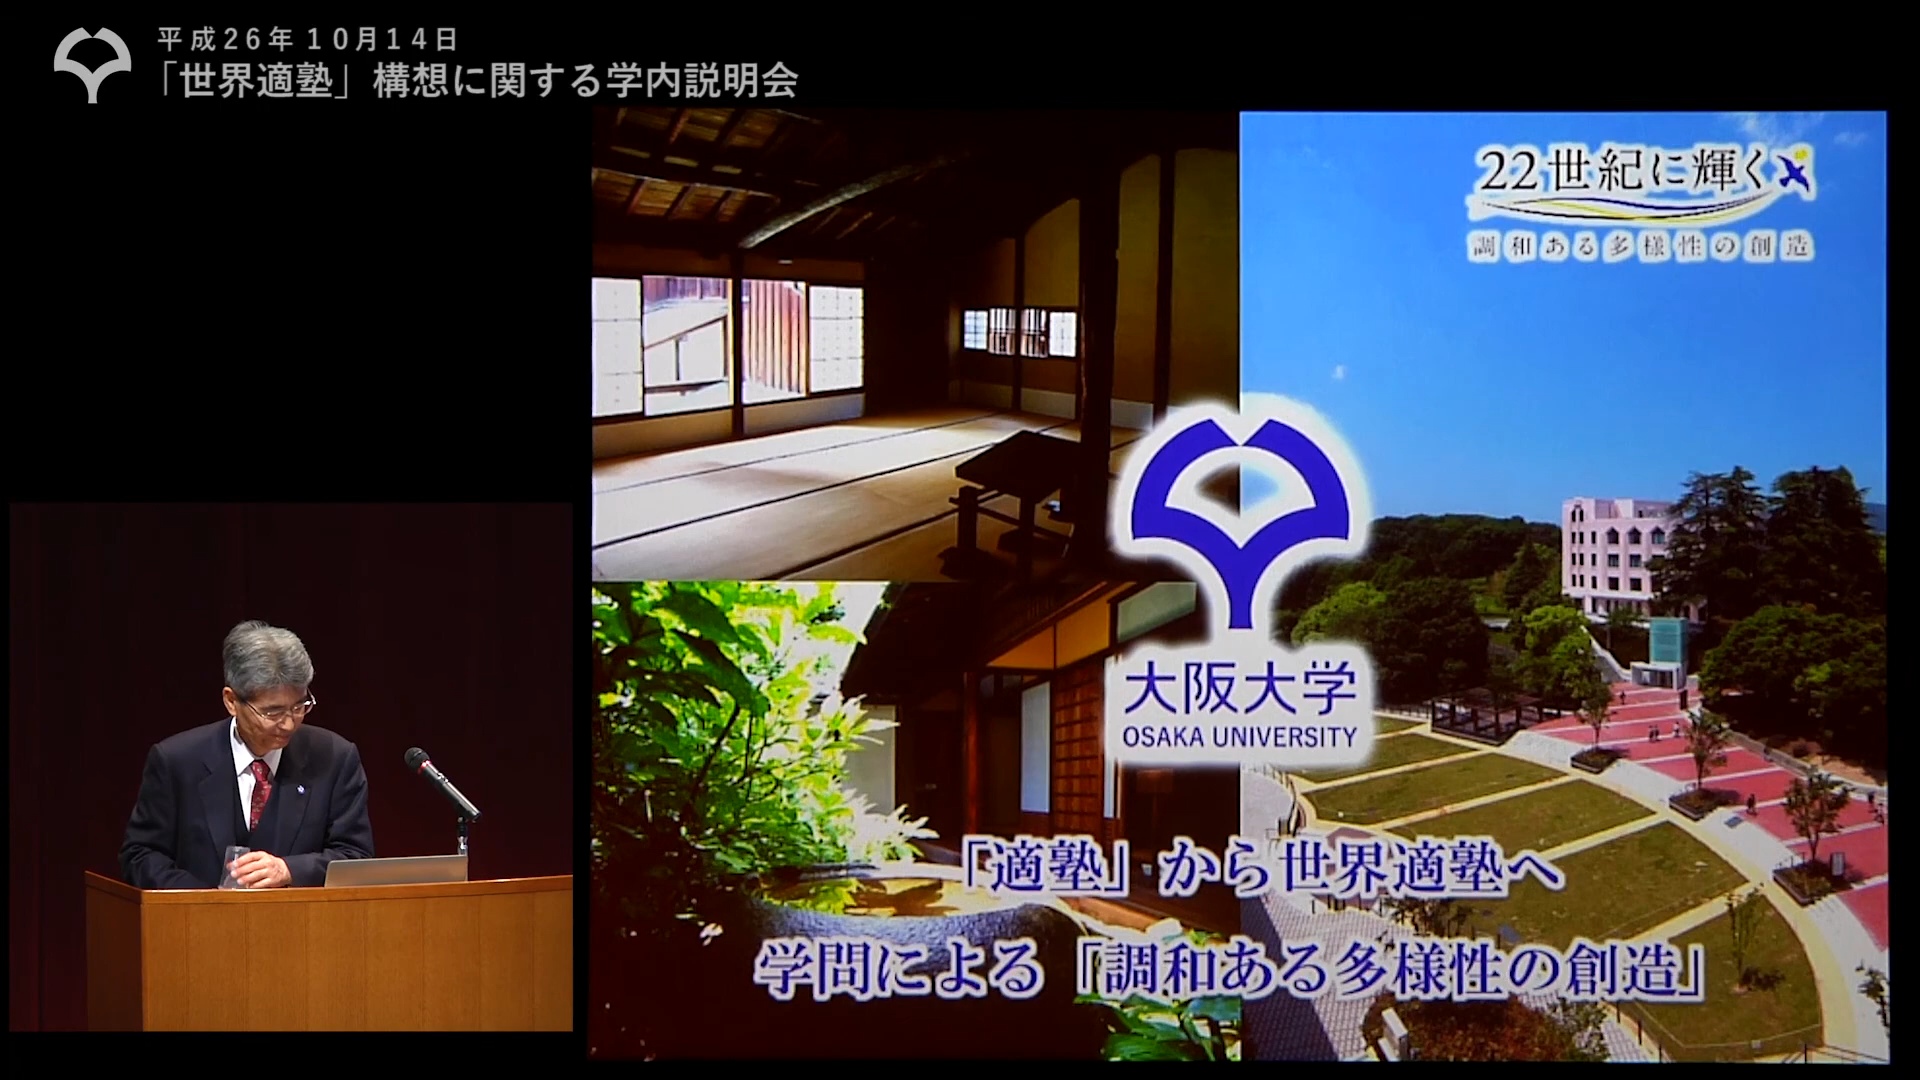 平成26年10月14日
「世界適塾」構想に関する学内説明会
22世紀に輝く
調和ある多様性の創造
大阪大学
OSAKA UNIVERSITY
「適塾」から世界適塾へ
学問による「調和ある多様性の創造」